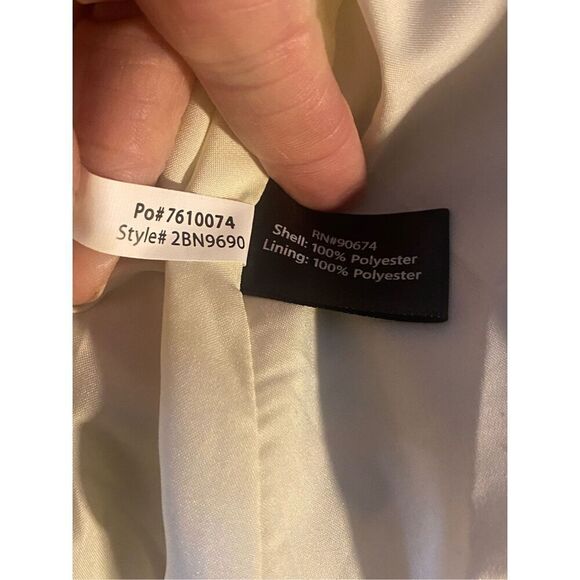 Po#7610074
Style# 2BN9690
RN#90674
Shell: 100% Polyester
Lining: 100% Polyester